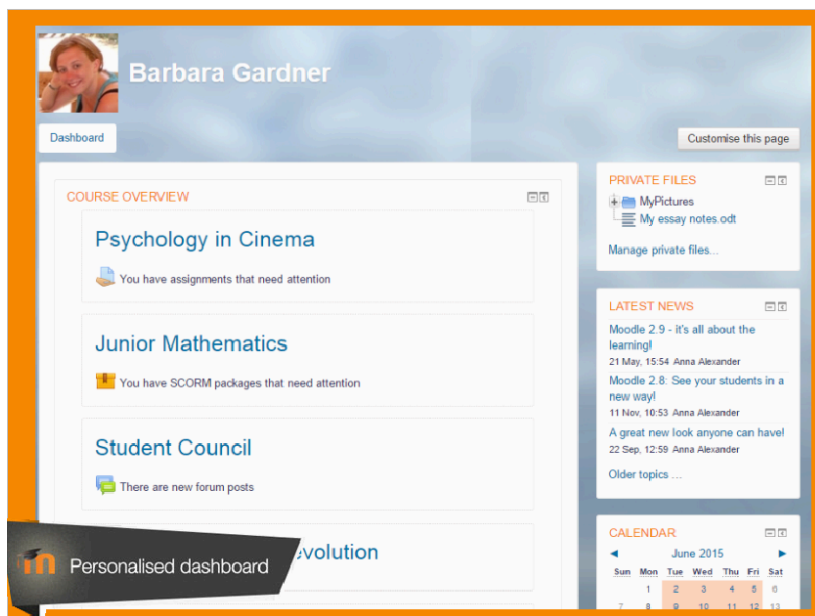 Barbara Gardner
Dashboard
Customise this page
COURSE OVERVIEW
Psychology in Cinema
You have assignments that need attention
Junior Mathematics
You have SCORM packages that need attention
Student Council
There are new forum posts
evolution
Personalised dashboard
PRIVATE FILES
MyPictures
My essay notes.odt
Manage private files...
LATEST NEWS
Moodle 2.9 - it's all about the
learning!
21 May, 15:54 Anna Alexander
Moodle 2.8: See your students in a
new way!
11 Nov, 10:53 Anna Alexander
A great new look anyone can have!
22 Sep, 12:59 Anna Alexander
Older topics ...
CALENDAR
◄ June 2015 ►
Sun Mon Tue Wed Thu Fri Sat
1 2 3 4 5 6
7 8 9 10 11 12 13